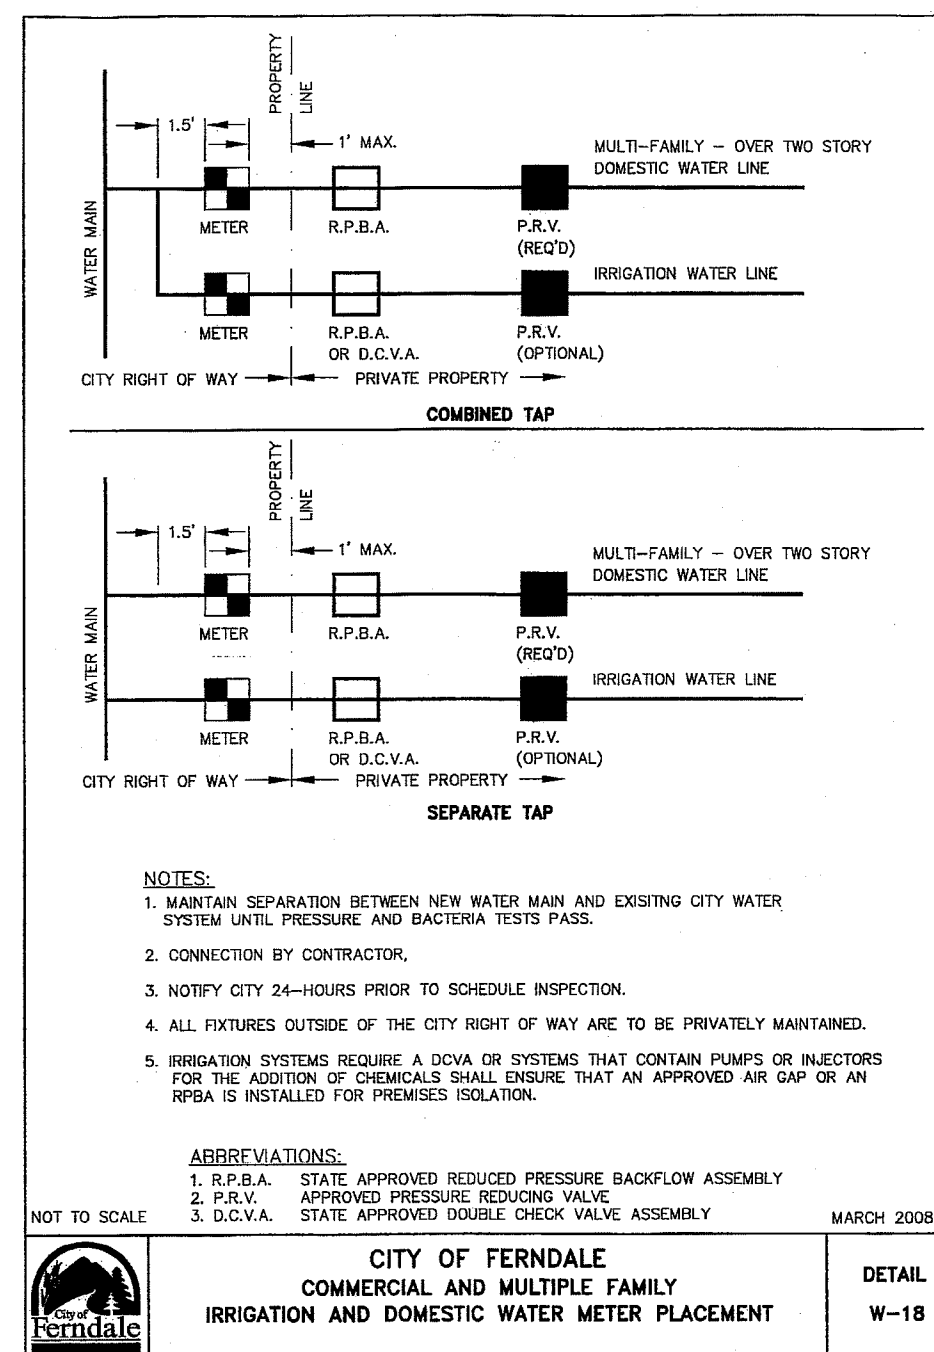 PROPERTY
LINE
1.5'
1' MAX.
MULTI-FAMILY - OVER TWO STORY
DOMESTIC WATER LINE
WATER MAIN
METER
R.P.B.A.
P.R.V.
(REQ'D)
IRRIGATION WATER LINE
METER
R.P.B.A.
OR D.C.V.A.
P.R.V.
(OPTIONAL)
CITY RIGHT OF WAY
PRIVATE PROPERTY
COMBINED TAP
PROPERTY
LINE
1.5'
1' MAX.
MULTI-FAMILY - OVER TWO STORY
DOMESTIC WATER LINE
WATER MAIN
METER
R.P.B.A.
P.R.V.
(REQ'D)
IRRIGATION WATER LINE
METER
R.P.B.A.
OR D.C.V.A.
P.R.V.
(OPTIONAL)
CITY RIGHT OF WAY
PRIVATE PROPERTY
SEPARATE TAP
NOTES:
1. MAINTAIN SEPARATION BETWEEN NEW WATER MAIN AND EXISITNG CITY WATER
SYSTEM UNTIL PRESSURE AND BACTERIA TESTS PASS.
2. CONNECTION BY CONTRACTOR,
3. NOTIFY CITY 24-HOURS PRIOR TO SCHEDULE INSPECTION.
4. ALL FIXTURES OUTSIDE OF THE CITY RIGHT OF WAY ARE TO BE PRIVATELY MAINTAINED.
5. IRRIGATION SYSTEMS REQUIRE A DCVA OR SYSTEMS THAT CONTAIN PUMPS OR INJECTORS
FOR THE ADDITION OF CHEMICALS SHALL ENSURE THAT AN APPROVED AIR GAP OR AN
RPBA IS INSTALLED FOR PREMISES ISOLATION.
ABBREVIATIONS:
1. R.P.B.A. STATE APPROVED REDUCED PRESSURE BACKFLOW ASSEMBLY
2. P.R.V. APPROVED PRESSURE REDUCING VALVE
3. D.C.V.A. STATE APPROVED DOUBLE CHECK VALVE ASSEMBLY
NOT TO SCALE
MARCH 2008
City of
Ferndale
CITY OF FERNDALE
COMMERCIAL AND MULTIPLE FAMILY
IRRIGATION AND DOMESTIC WATER METER PLACEMENT
DETAIL
W-18